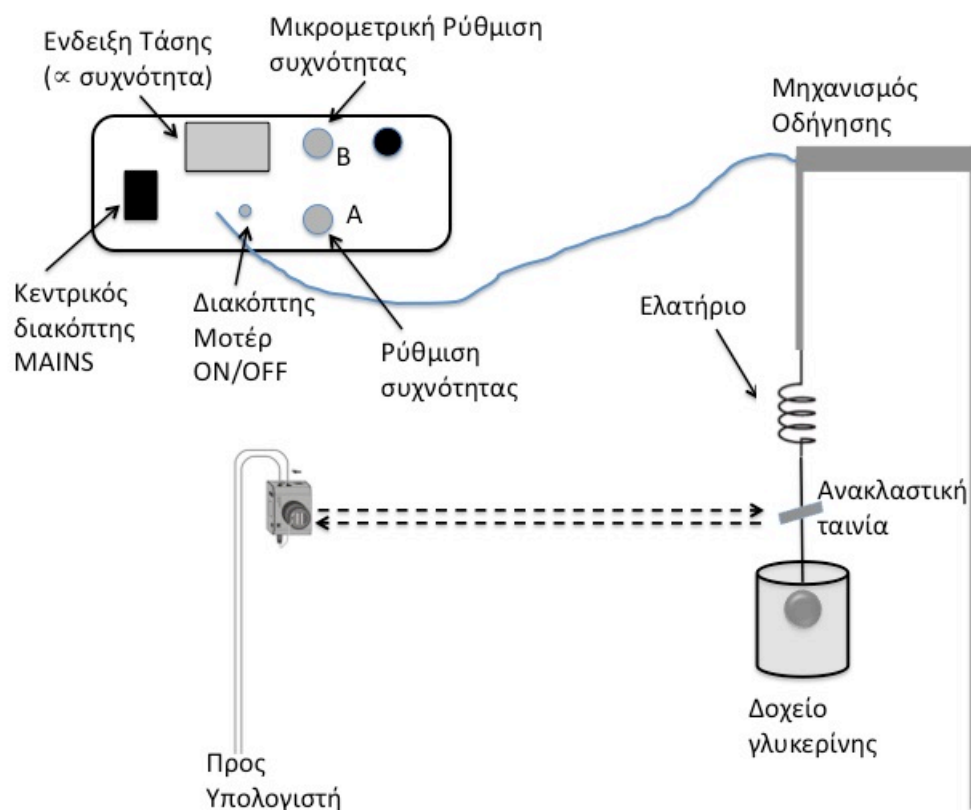 Ενδειξη Τάσης
(∝ συχνότητα)
Μικρομετρική Ρύθμιση
συχνότητας
Μηχανισμός
Οδήγησης
B
A
Κεντρικός
διακόπτης
MAINS
Διακόπτης
Μοτέρ
ON/OFF
Ρύθμιση
συχνότητας
Ελατήριο
Ανακλαστική
ταινία
Δοχείο
γλυκερίνης
Προς
Υπολογιστή